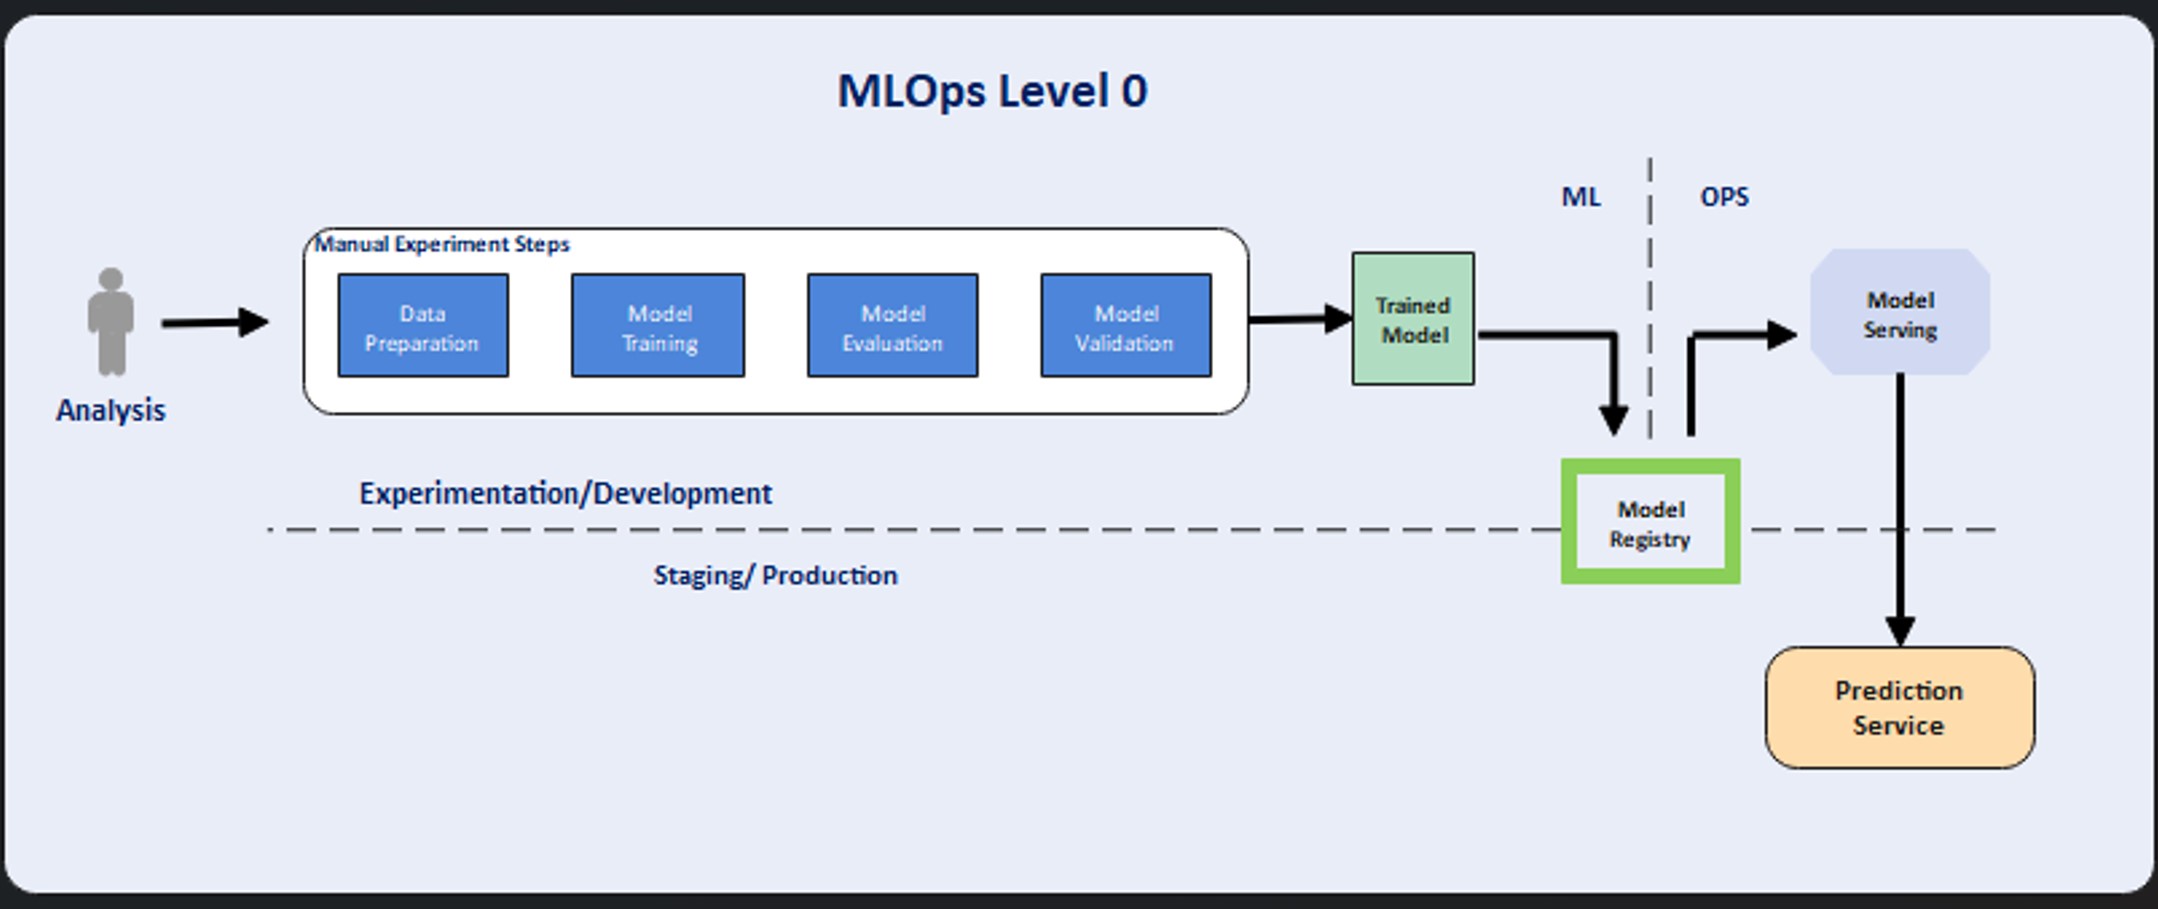 MLOps Level 0
ML
OPS
Manual Experiment Steps
Data
Preparation
Model
Training
Model
Evaluation
Model
Validation
Trained
Model
Model
Serving
Analysis
Experimentation/Development
Model
Registry
Staging/ Production
Prediction
Service